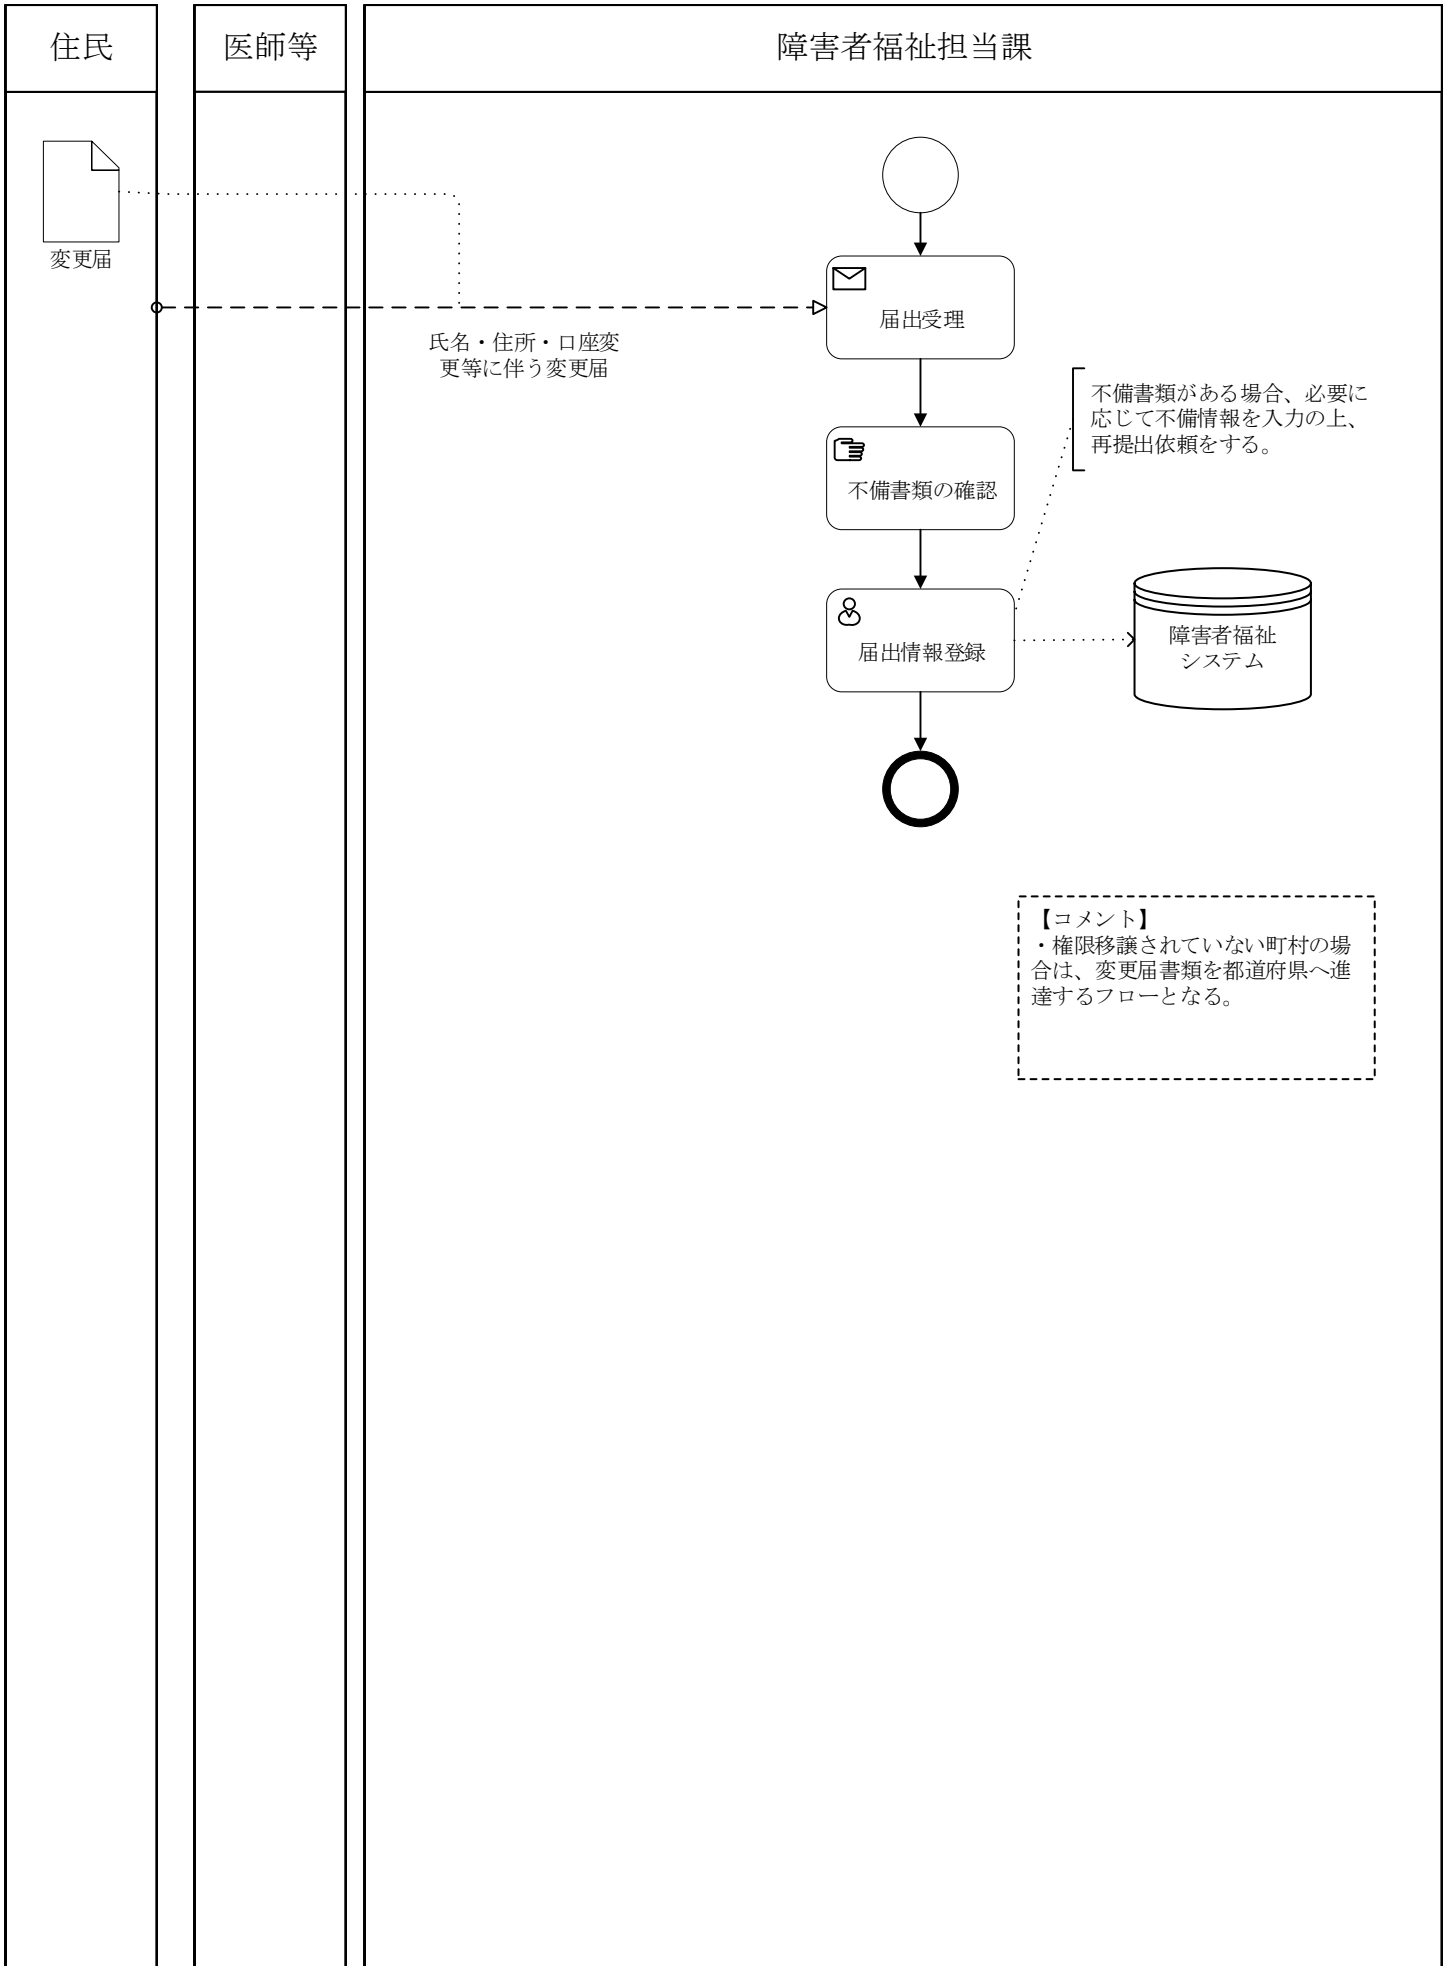 住民
医師等
障害者福祉担当課
変更届
届出受理
氏名・住所・口座変
更等に伴う変更届
不備書類がある場合、必要に
応じて不備情報を入力の上、
再提出依頼をする。
不備書類の確認
届出情報登録
障害者福祉
システム
【コメント】
・権限移譲されていない町村の場
合は、変更届書類を都道府県へ進
達するフローとなる。